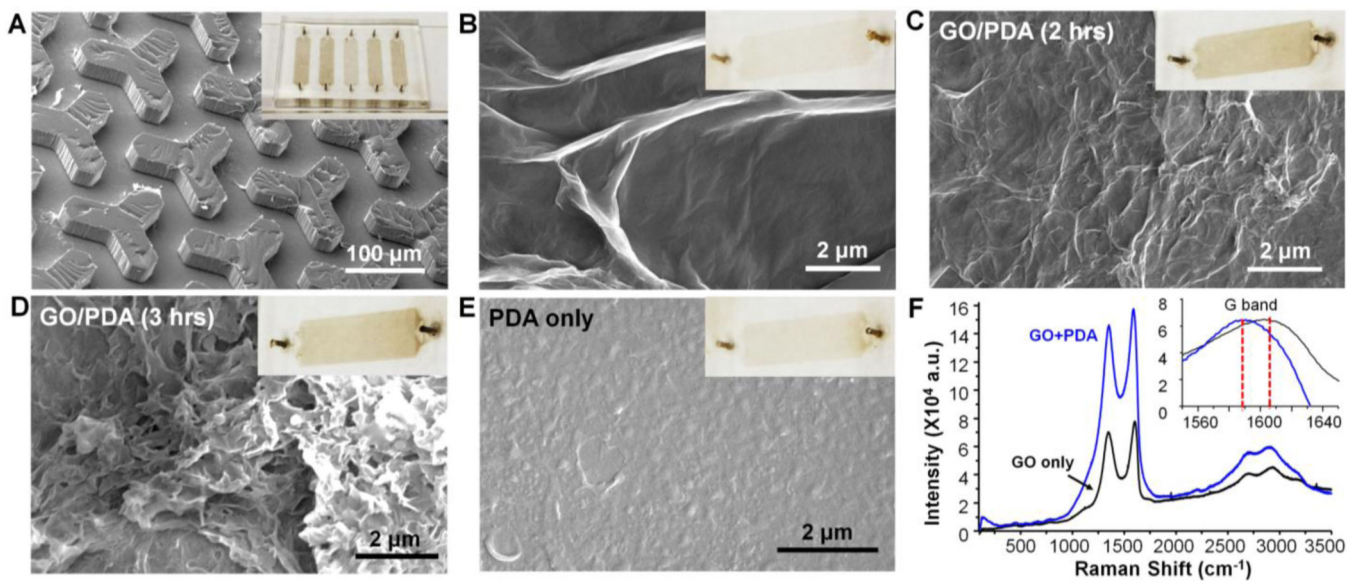 A
100 µm
B
2 µm
C
GO/PDA (2 hrs)
2 µm
D
GO/PDA (3 hrs)
2 µm
E
PDA only
2 µm
F
16
14
12
10
8
6
4
2
0
Intensity (X10⁴ a.u.)
GO+PDA
GO only
G band
8
6
4
2
0
1560 1600 1640
500 1000 1500 2000 2500 3000 3500
Raman Shift (cm⁻¹)